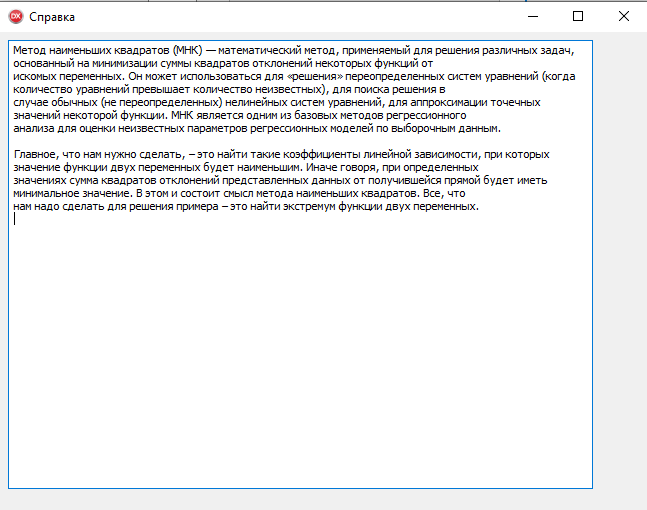 DX Справка
Метод наименьших квадратов (МНК) — математический метод, применяемый для решения различных задач,
основанный на минимизации суммы квадратов отклонений некоторых функций от
искомых переменных. Он может использоваться для «решения» переопределенных систем уравнений (когда
количество уравнений превышает количество неизвестных), для поиска решения в
случае обычных (не переопределенных) нелинейных систем уравнений, для аппроксимации точечных
значений некоторой функции. МНК является одним из базовых методов регрессионного
анализа для оценки неизвестных параметров регрессионных моделей по выборочным данным.
Главное, что нам нужно сделать, – это найти такие коэффициенты линейной зависимости, при которых
значение функции двух переменных будет наименьшим. Иначе говоря, при определенных
значениях сумма квадратов отклонений представленных данных от получившейся прямой будет иметь
минимальное значение. В этом и состоит смысл метода наименьших квадратов. Все, что
нам надо сделать для решения примера – это найти экстремум функции двух переменных.